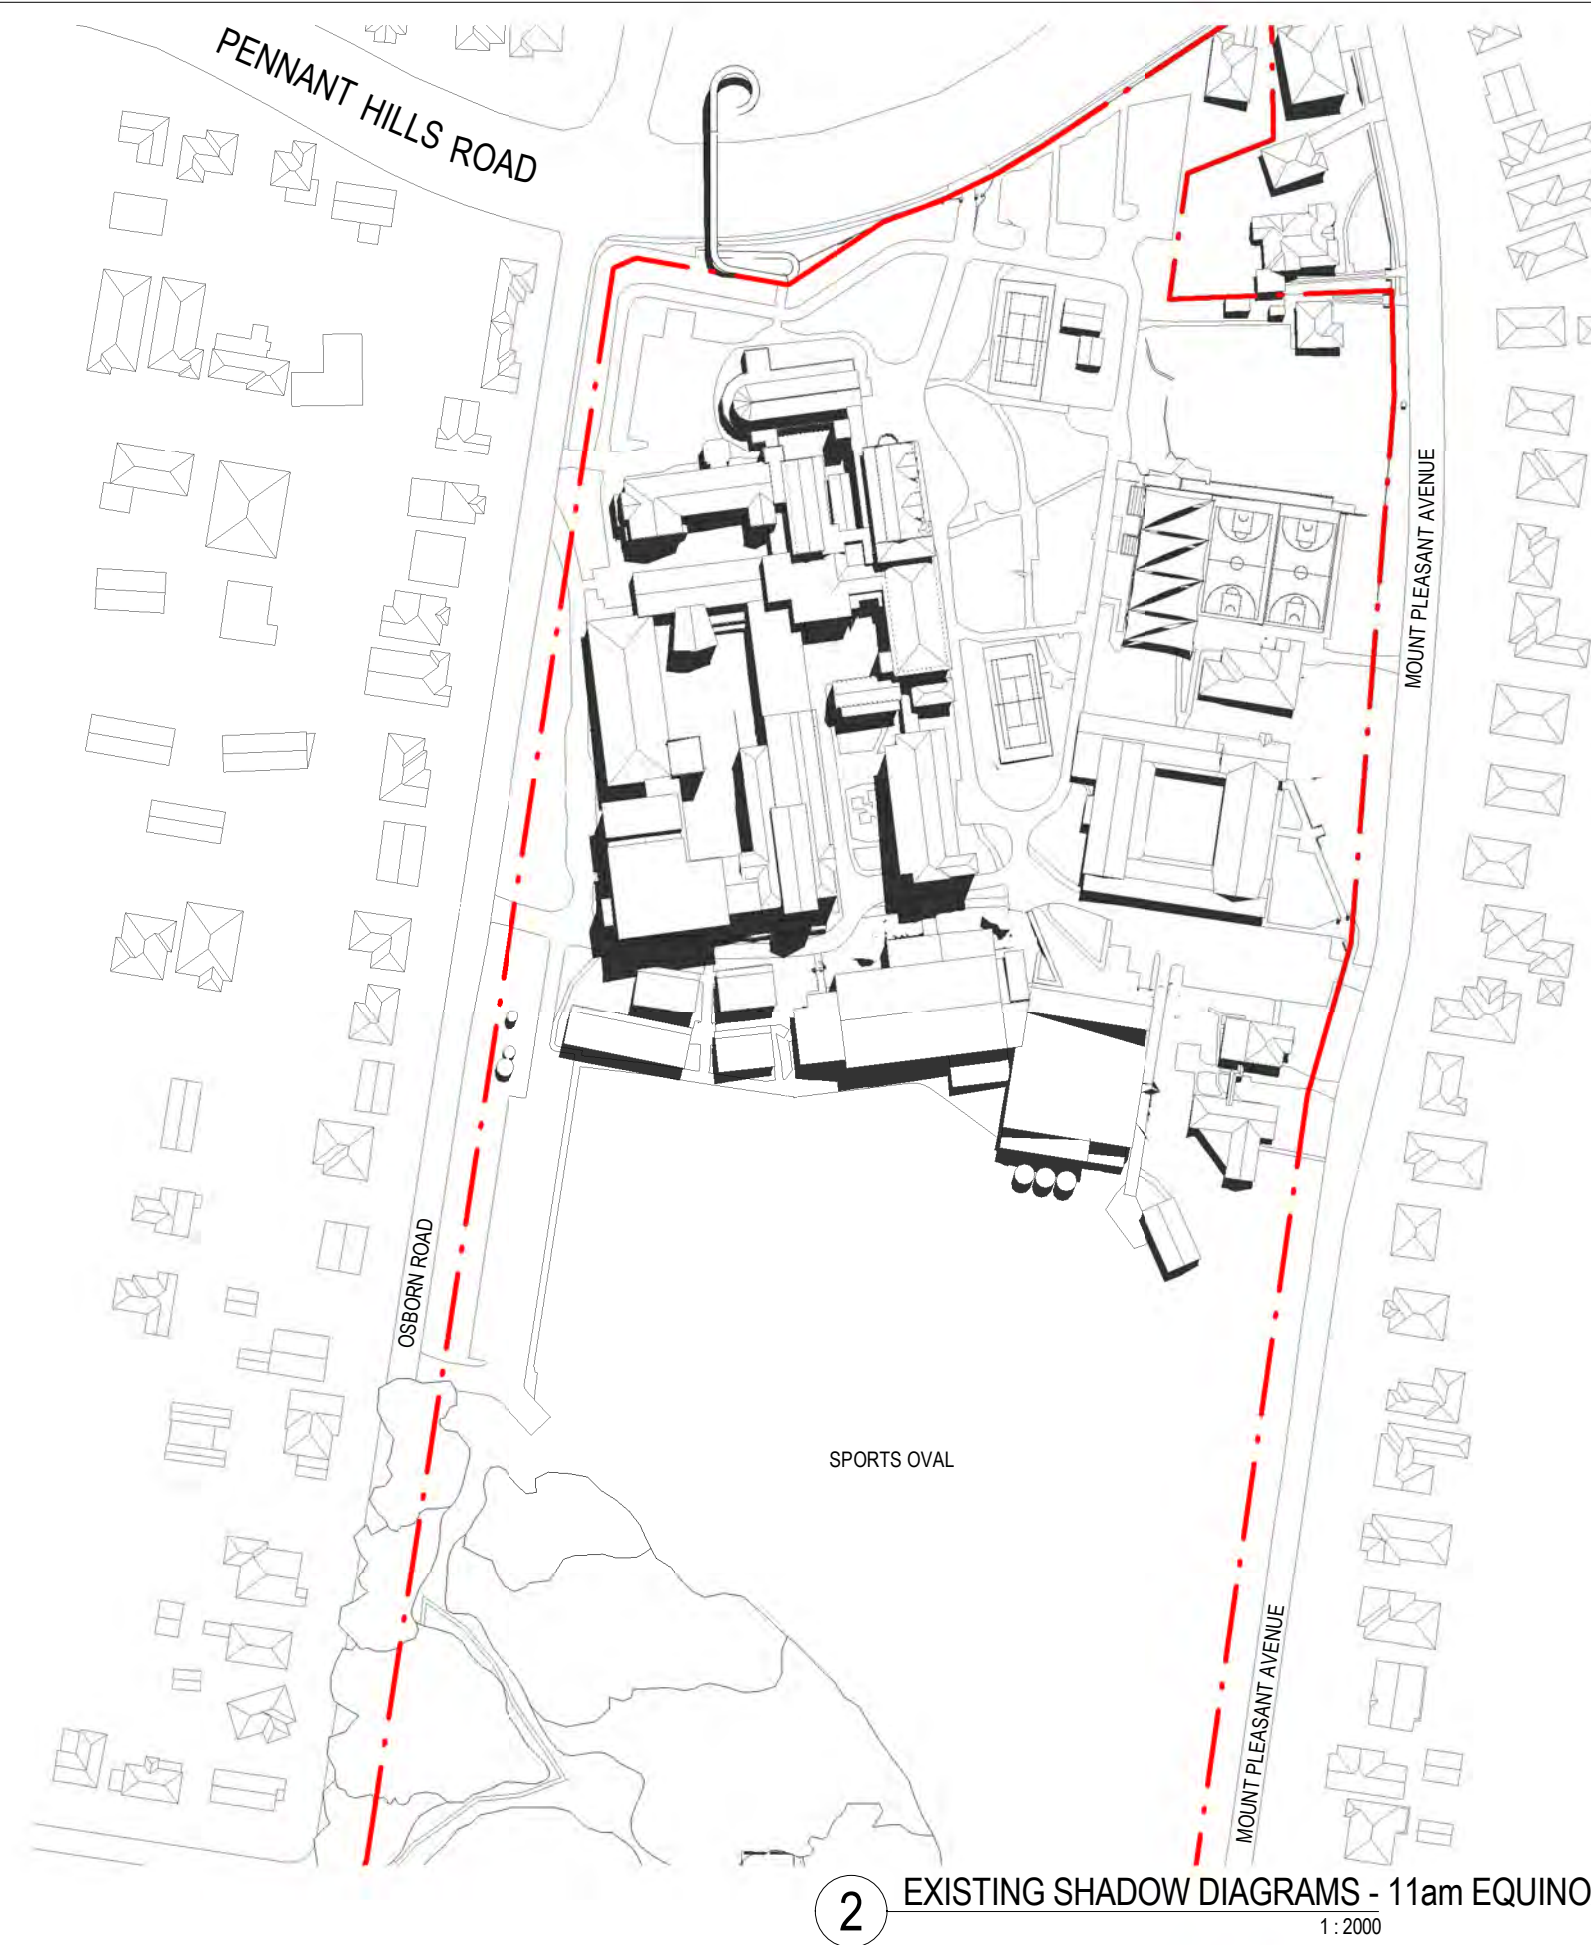 PENNANT HILLS ROAD
MOUNT PLEASANT AVENUE
OSBORN ROAD
SPORTS OVAL
MOUNT PLEASANT AVENUE
2
EXISTING SHADOW DIAGRAMS - 11am EQUINO
1 : 2000